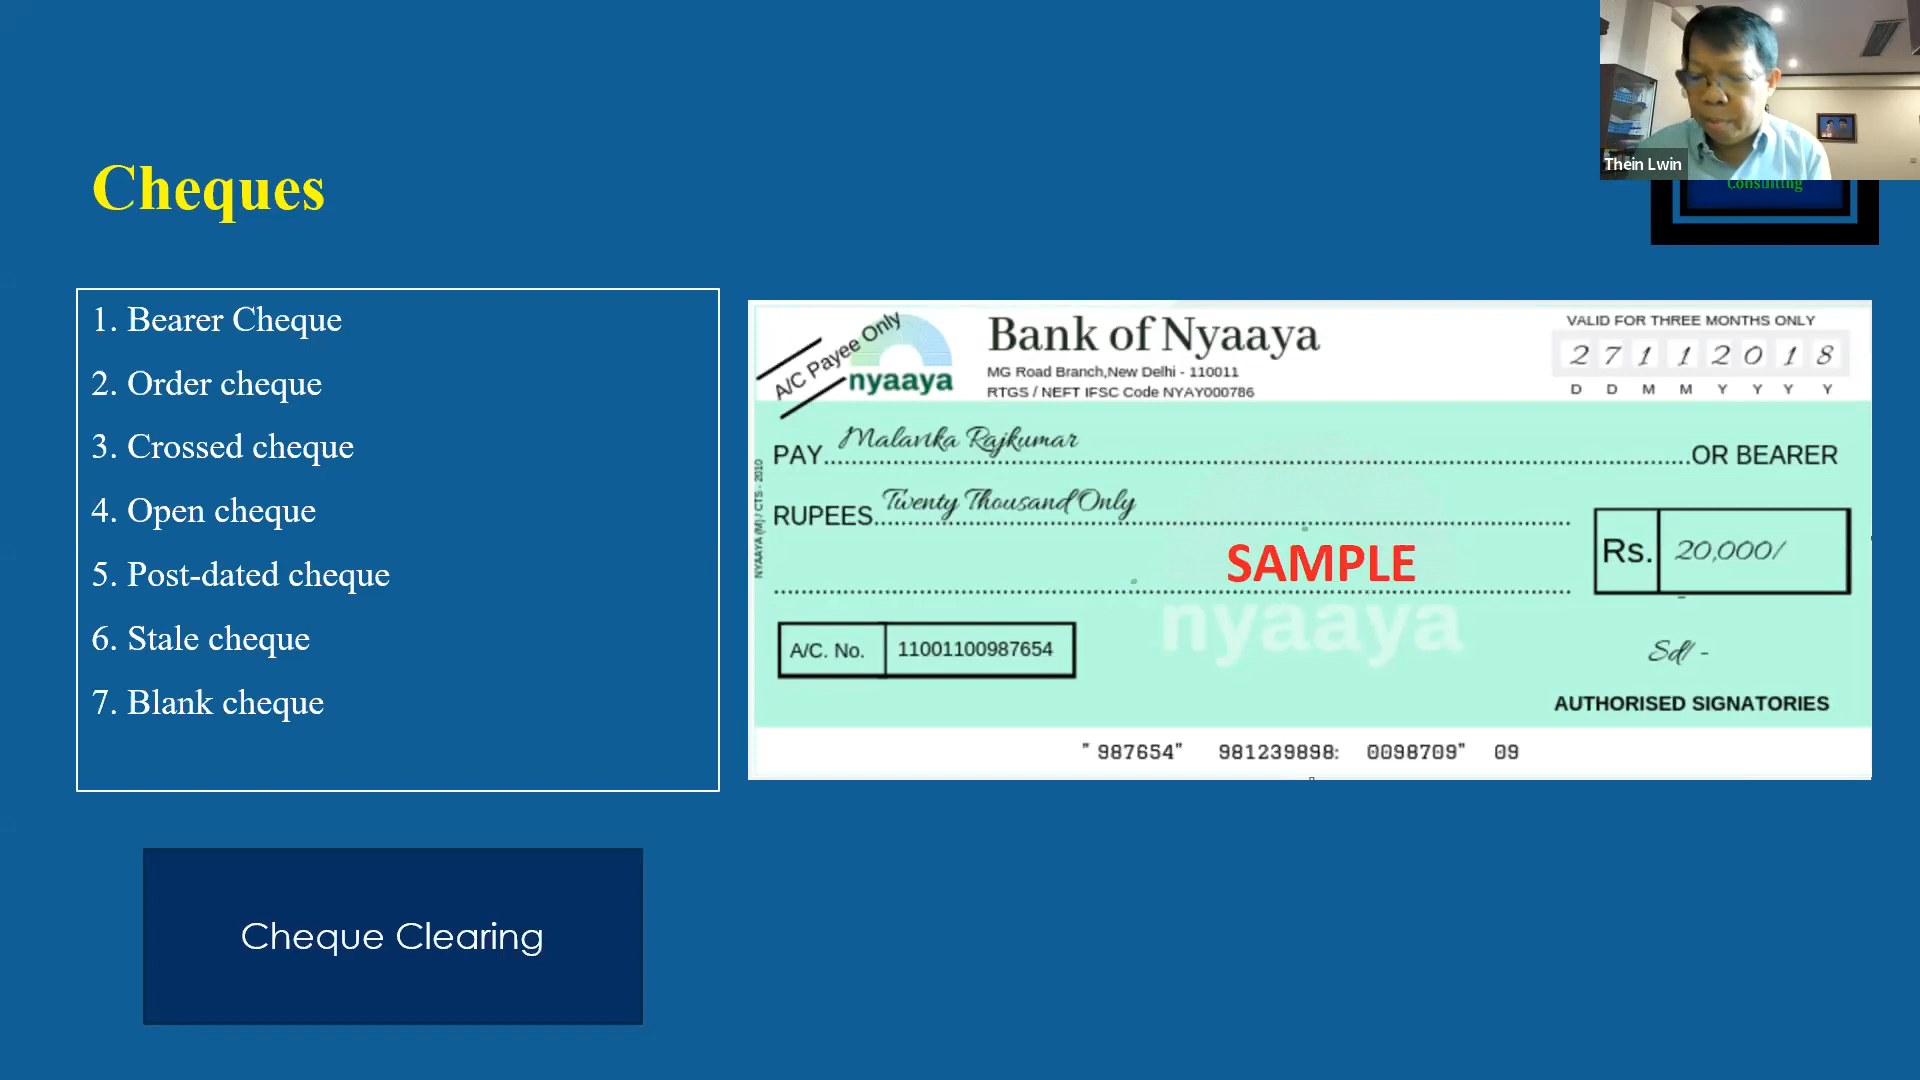 Thein Lwin
Consulting
Cheques
1. Bearer Cheque
2. Order cheque
3. Crossed cheque
4. Open cheque
5. Post-dated cheque
6. Stale cheque
7. Blank cheque
Cheque Clearing
A/C Payee Only
nyaaya
Bank of Nyaaya
MG Road Branch,New Delhi - 110011
RTGS / NEFT IFSC Code NYAY000786
VALID FOR THREE MONTHS ONLY
2 7 1 1 2 0 1 8
D D M M Y Y Y Y
PAY Malavika Rajkumar OR BEARER
RUPEES Twenty Thousand Only
Rs. 20,000/
SAMPLE
nyaaya
NYAAYA (M) / CTS - 2010
A/C. No. 11001100987654
Sd/ -
AUTHORISED SIGNATORIES
" 987654" 981239898: 0098709" 09